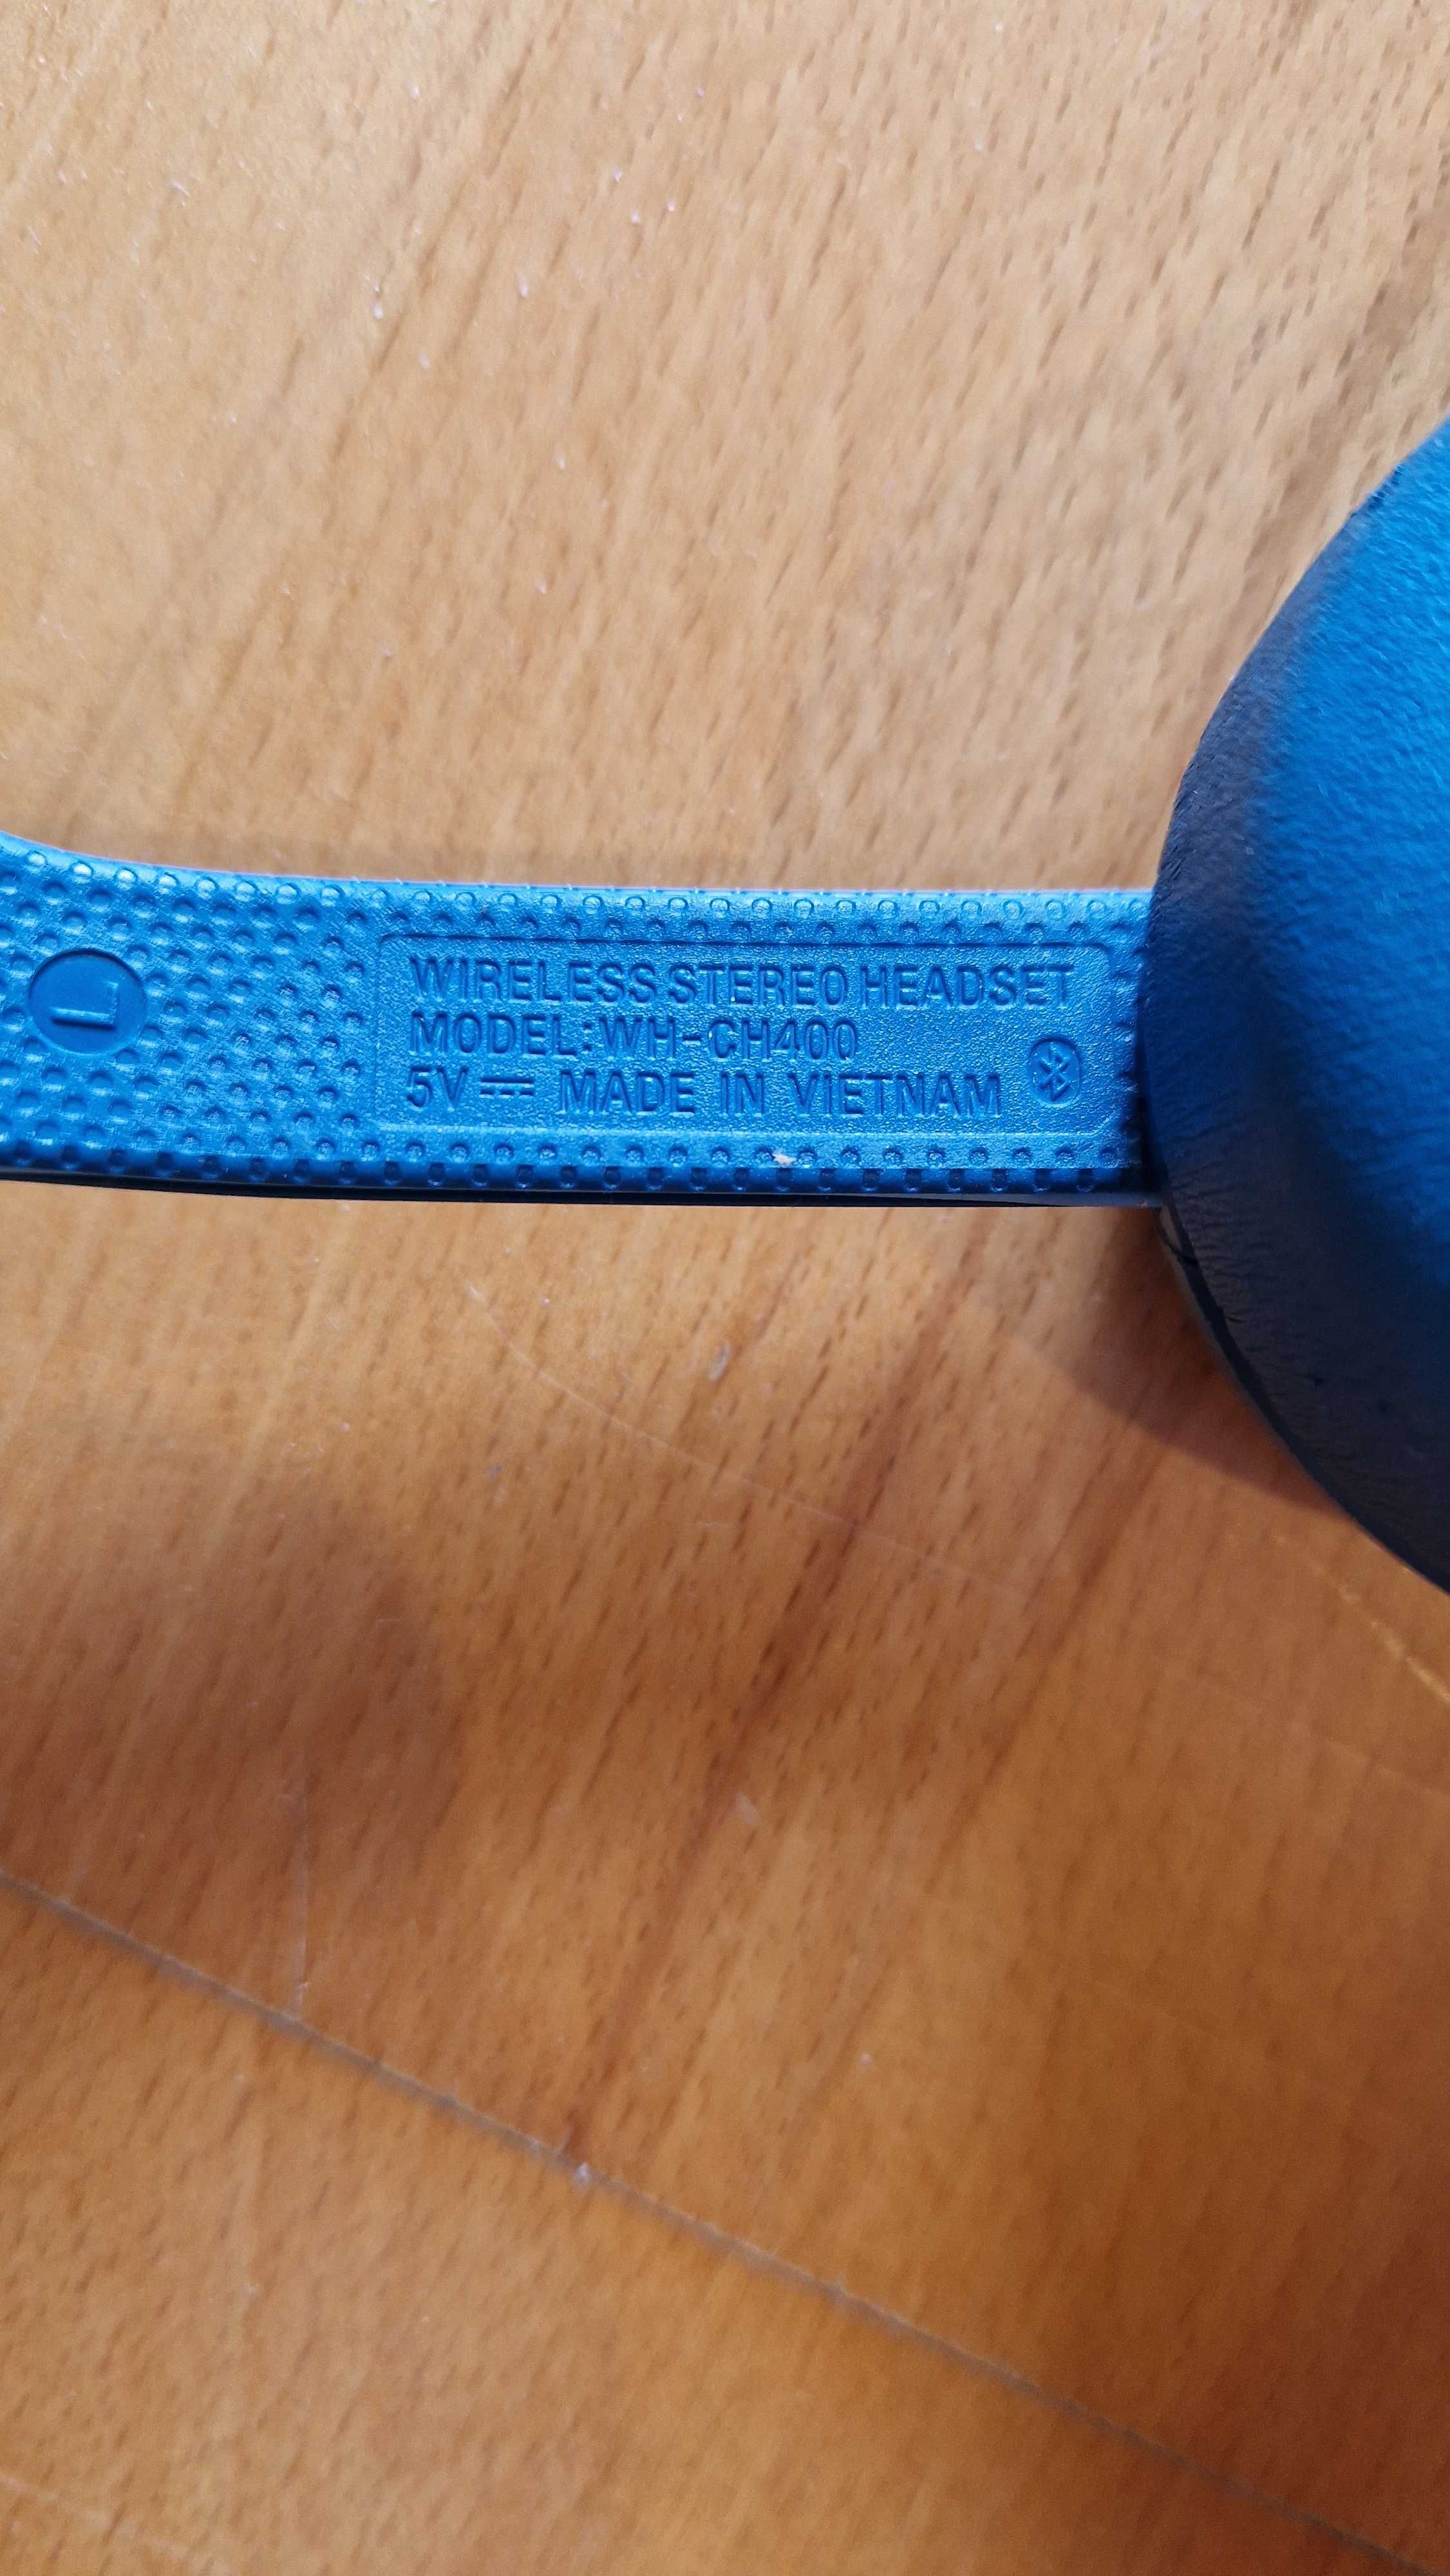 L
WIRELESS STEREO HEADSET
MODEL:WH-CH400
5V⎓ MADE IN VIETNAM